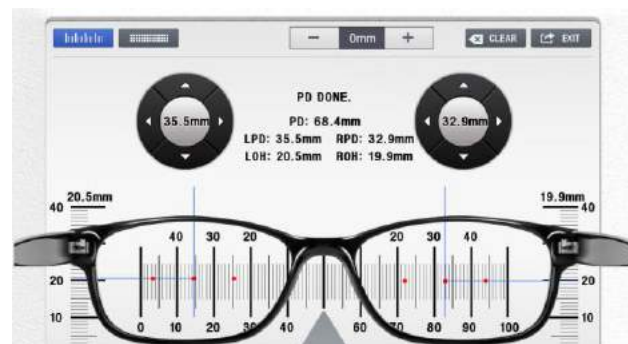 0mm
CLEAR
EXIT
PD DONE.
PD: 68.4mm
LPD: 35.5mm RPD: 32.9mm
LOH: 20.5mm ROH: 19.9mm
35.5mm
32.9mm
20.5mm
19.9mm
40
40
40 30 20
20 30 40
20
20
10
10
0 10 20 30 40 60 70 80 90 100